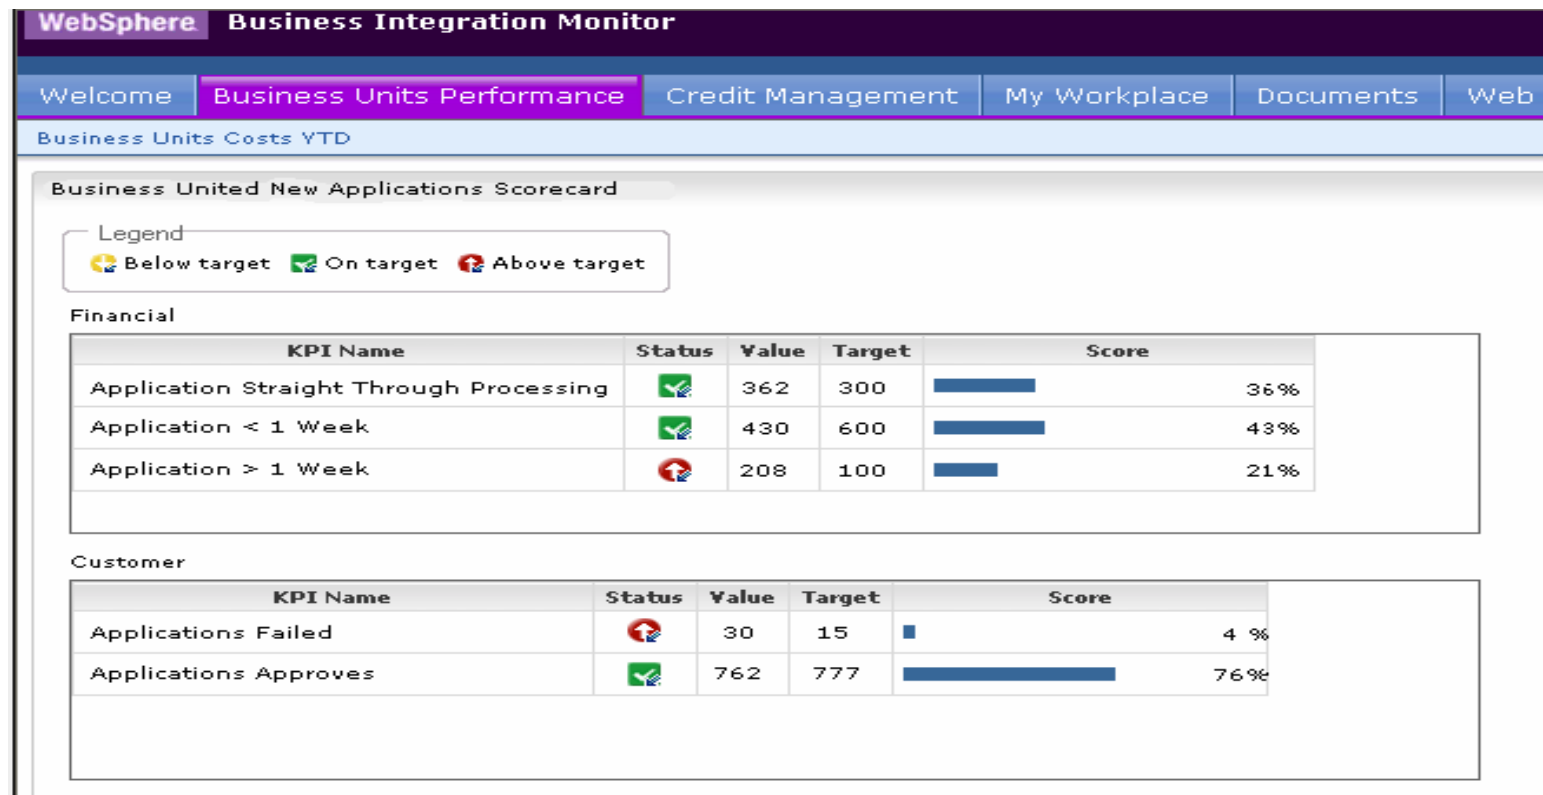 WebSphere Business Integration Monitor
Welcome Business Units Performance Credit Management My Workplace Documents Web
Business Units Costs YTD
Business United New Applications Scorecard
Legend
Below target On target Above target
Financial
KPI Name Status Value Target Score
Application Straight Through Processing 362 300 36%
Application < 1 Week 430 600 43%
Application > 1 Week 208 100 21%
Customer
KPI Name Status Value Target Score
Applications Failed 30 15 4 %
Applications Approves 762 777 76%